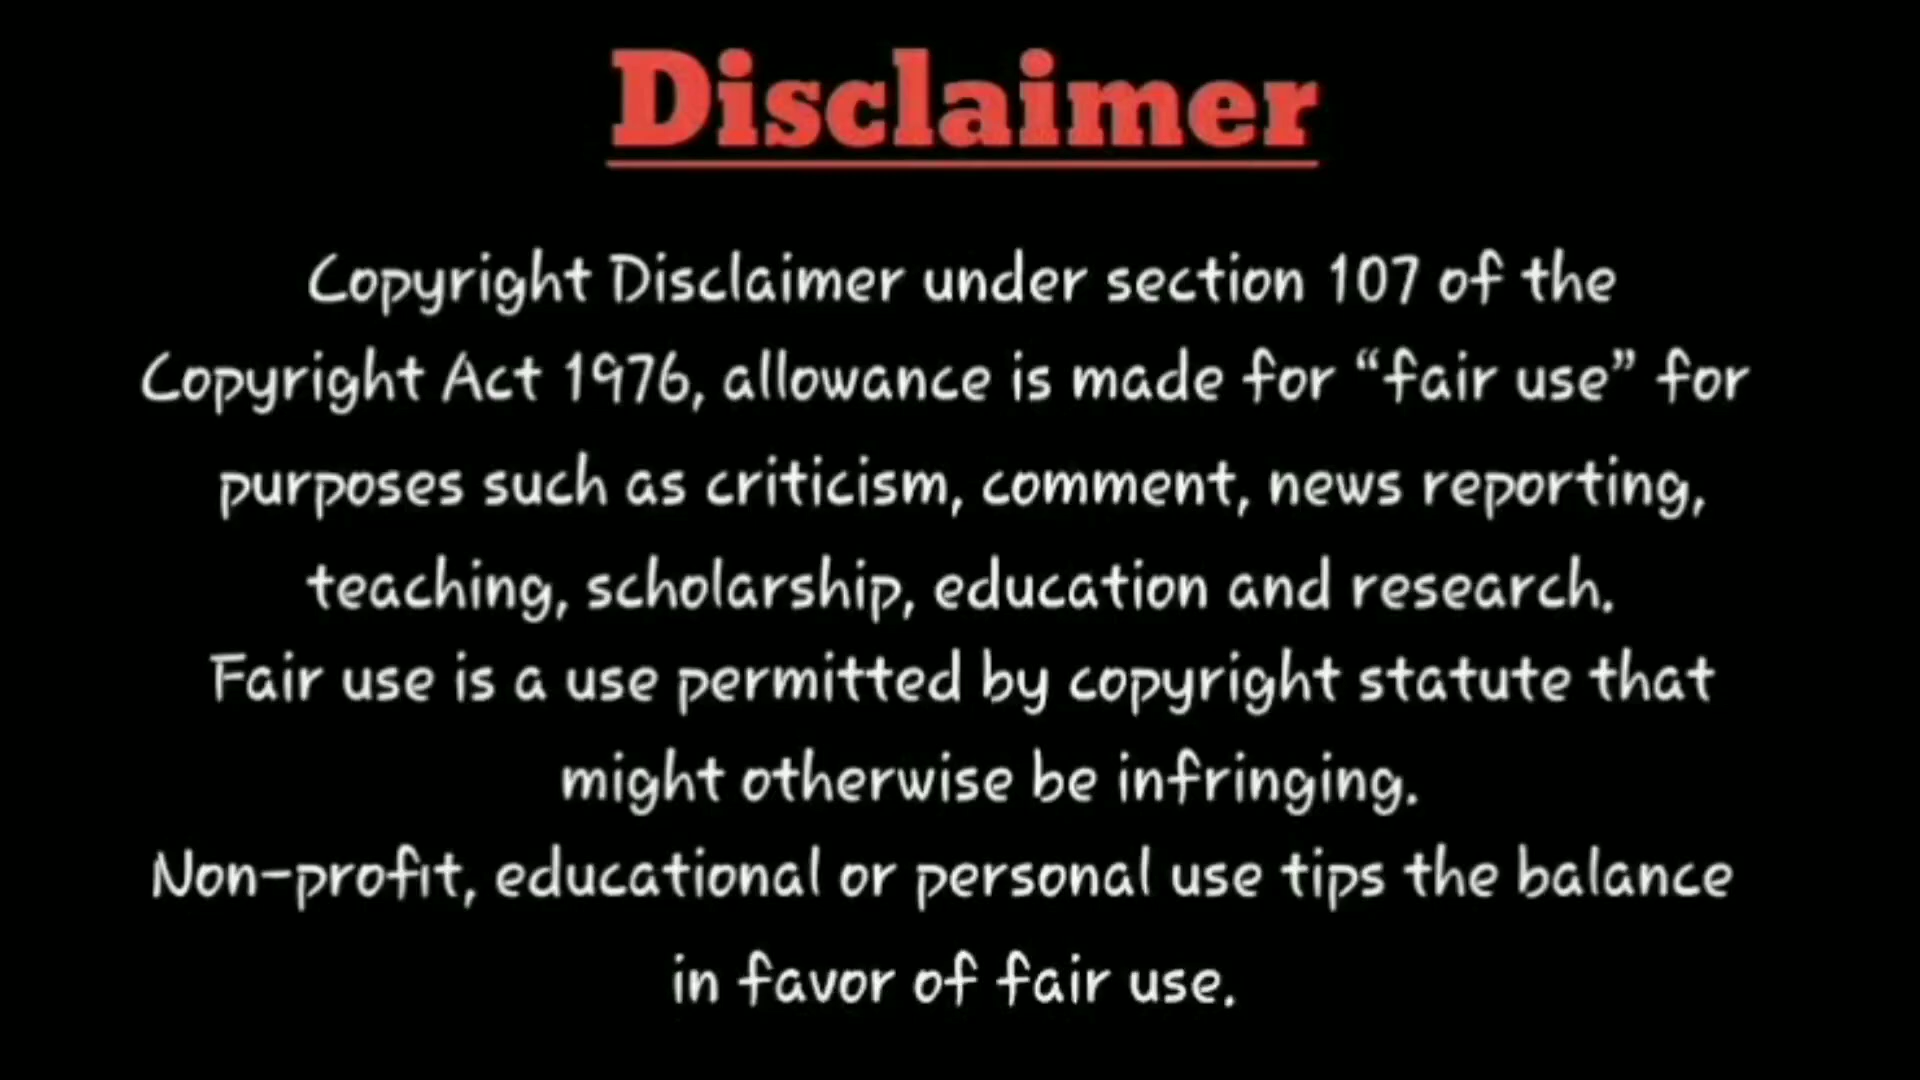 Disclaimer
Copyright Disclaimer under section 107 of the
Copyright Act 1976, allowance is made for “fair use” for
purposes such as criticism, comment, news reporting,
teaching, scholarship, education and research.
Fair use is a use permitted by copyright statute that
might otherwise be infringing.
Non-profit, educational or personal use tips the balance
in favor of fair use.